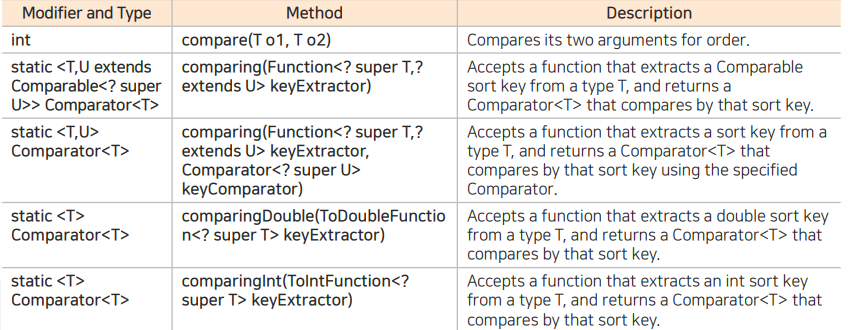 Modifier and Type Method Description
int compare(T o1, T o2) Compares its two arguments for order.
static <T,U extends comparing(Function<? super T,? Accepts a function that extracts a Comparable
Comparable<? super extends U> keyExtractor) sort key from a type T, and returns a
U>> Comparator<T> Comparator<T> that compares by that sort key.
static <T,U> comparing(Function<? super T,? Accepts a function that extracts a sort key from a
Comparator<T> extends U> keyExtractor, type T, and returns a Comparator<T> that
Comparator<? super U> compares by that sort key using the specified
keyComparator) Comparator.
static <T> comparingDouble(ToDoubleFunctio Accepts a function that extracts a double sort key
Comparator<T> n<? super T> keyExtractor) from a type T, and returns a Comparator<T> that
compares by that sort key.
static <T> comparingInt(ToIntFunction<? Accepts a function that extracts an int sort key
Comparator<T> super T> keyExtractor) from a type T, and returns a Comparator<T> that
compares by that sort key.